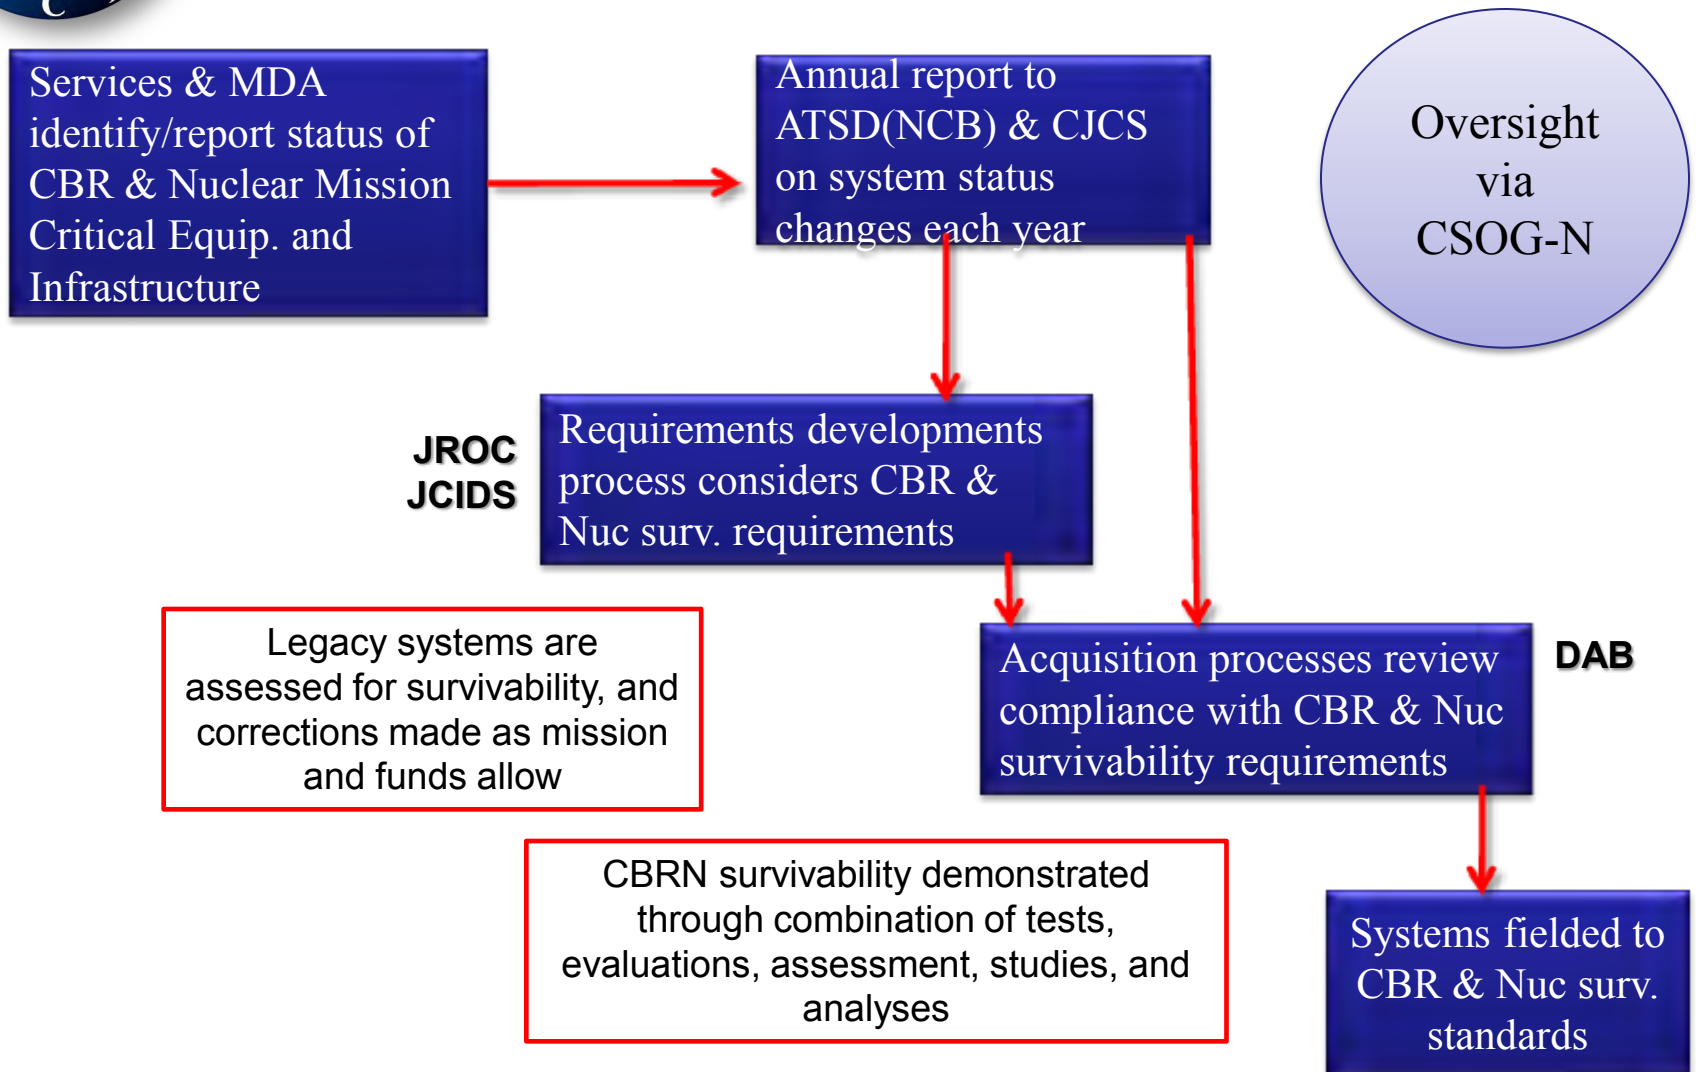 C
Services & MDA
identify/report status of
CBR & Nuclear Mission
Critical Equip. and
Infrastructure
Annual report to
ATSD(NCB) & CJCS
on system status
changes each year
Oversight
via
CSOG-N
JROC
JCIDS
Requirements developments
process considers CBR &
Nuc surv. requirements
Legacy systems are
assessed for survivability, and
corrections made as mission
and funds allow
Acquisition processes review
compliance with CBR & Nuc
survivability requirements
DAB
CBRN survivability demonstrated
through combination of tests,
evaluations, assessment, studies, and
analyses
Systems fielded to
CBR & Nuc surv.
standards